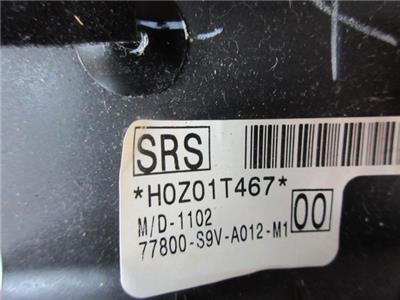 SRS
*H0Z01T467*
M/D-1102
77800-S9V-A012-M1
00